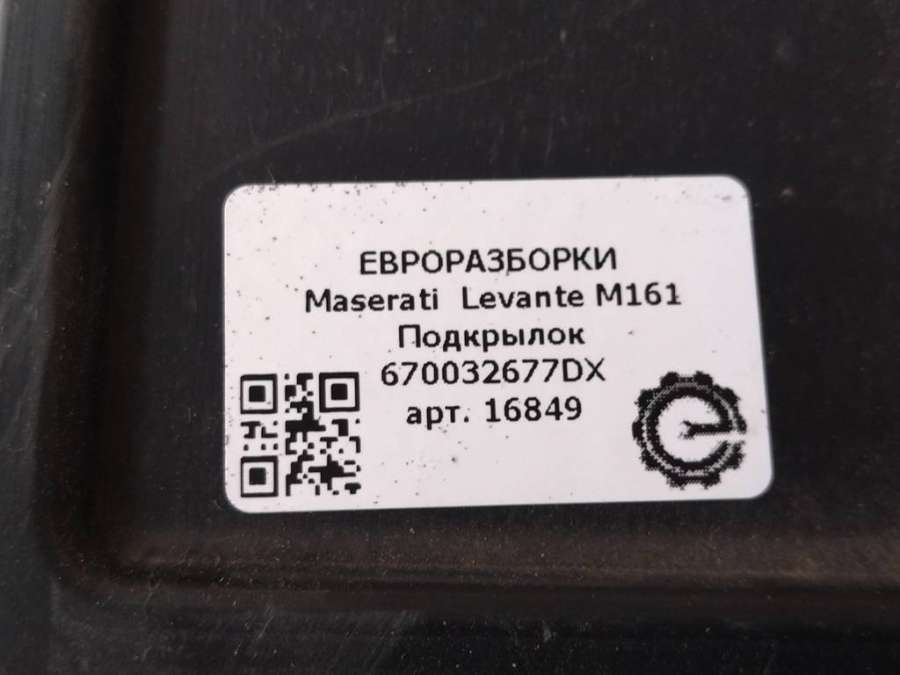 ЕВРОРАЗБОРКИ
Maserati Levante M161
Подкрылок
670032677DX
арт. 16849